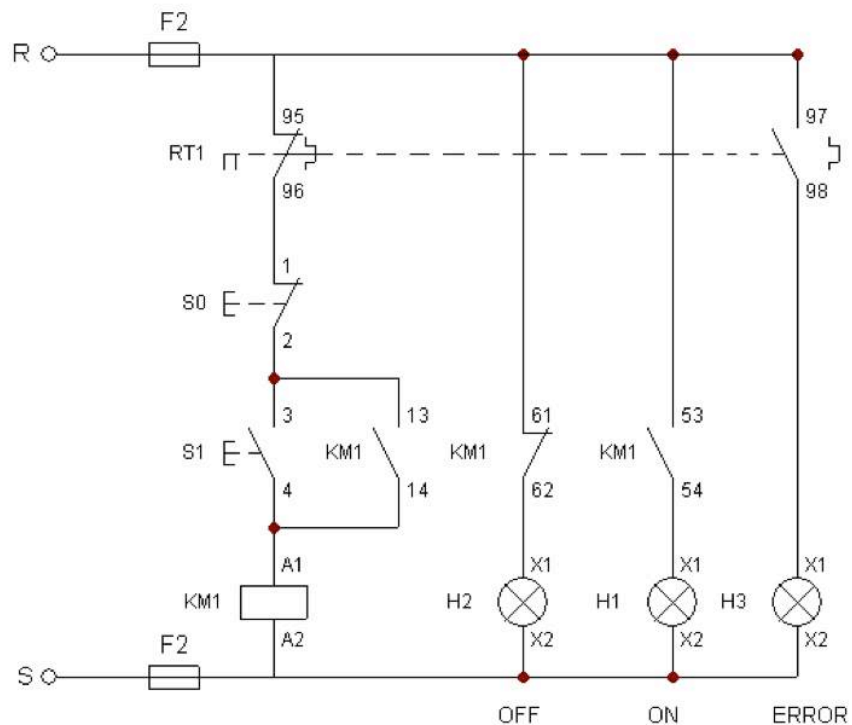 F2
R
95
97
RT1
96
98
1
S0
2
3
13
61
53
S1
KM1
KM1
KM1
4
14
62
54
A1
X1
X1
X1
KM1
H2
H1
H3
A2
X2
X2
X2
F2
S
OFF
ON
ERROR